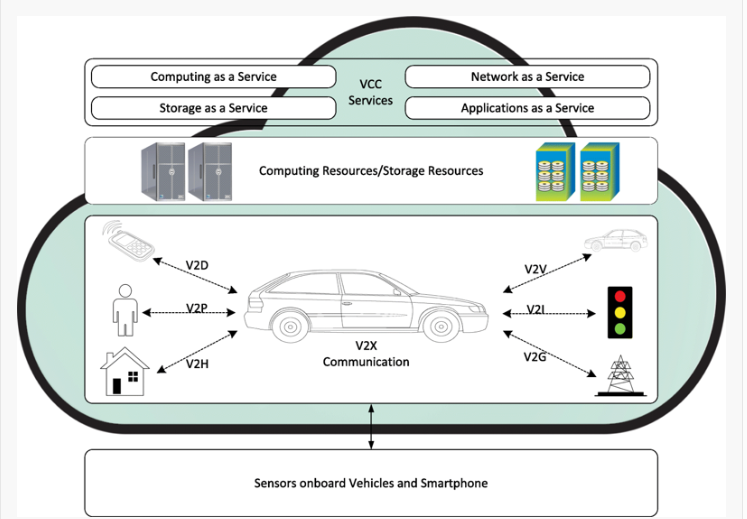 Computing as a Service
VCC
Services
Network as a Service
Storage as a Service
Applications as a Service
Computing Resources/Storage Resources
V2D
V2V
V2P
V2I
V2H
V2X
Communication
V2G
Sensors onboard Vehicles and Smartphone